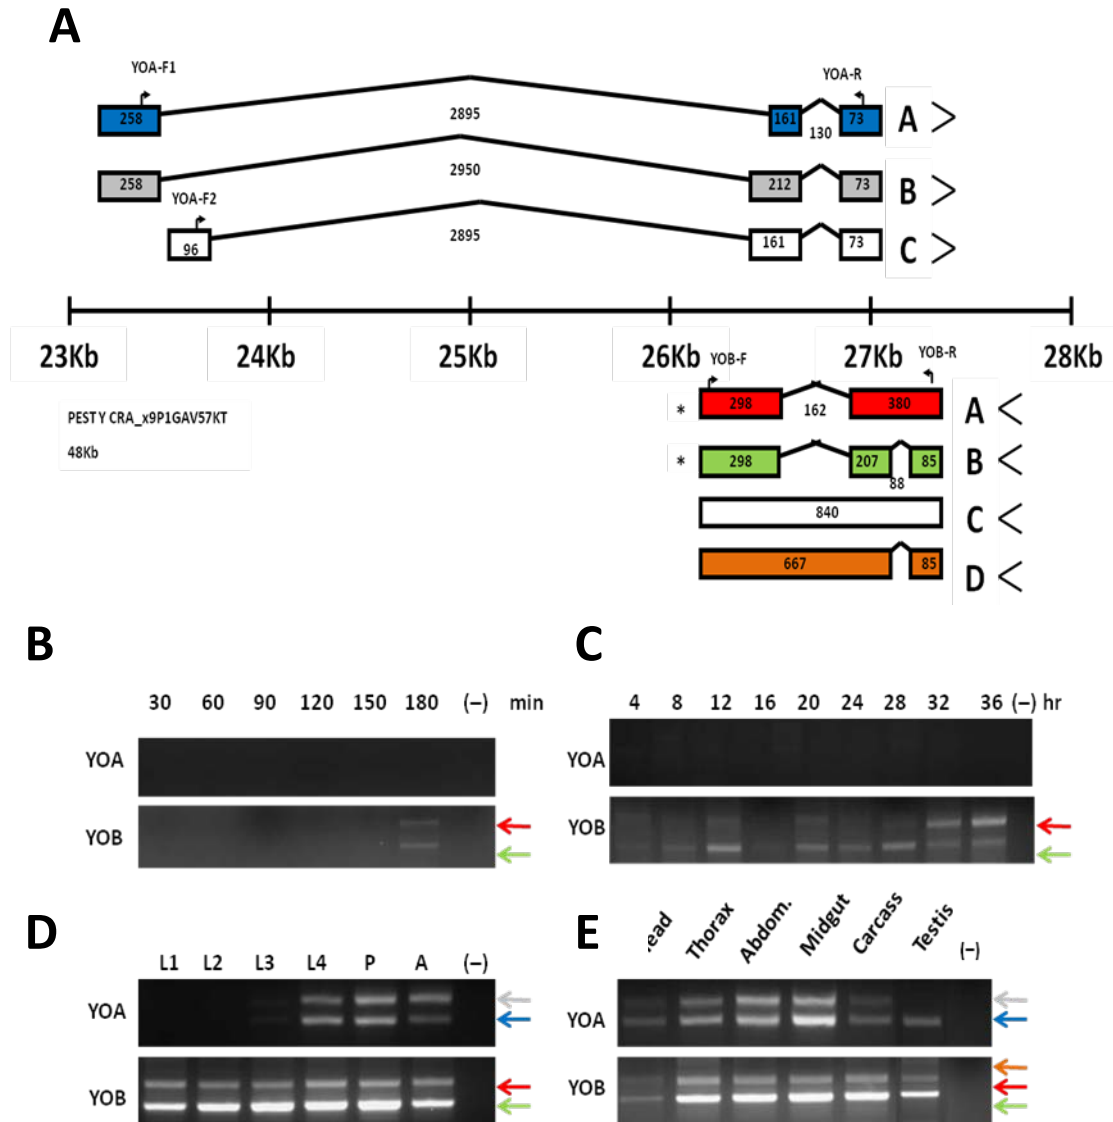 A
YOA-F1
YOA-R
258
2895
161
130
73
A >
258
2950
212
73
B >
YOA-F2
96
2895
161
73
C >
23Kb 24Kb 25Kb 26Kb 27Kb 28Kb
YOB-F
YOB-R
PEST Y CRA_x9P1GAV57KT
48Kb
* 298 162 380 A <
* 298 207 88 85 B <
840 C <
667 85 D <
B
30 60 90 120 150 180 (–) min
YOA
YOB
C
4 8 12 16 20 24 28 32 36 (–) hr
YOA
YOB
D
L1 L2 L3 L4 P A (–)
YOA
YOB
E
ead Thorax Abdom. Midgut Carcass Testis (–)
YOA
YOB